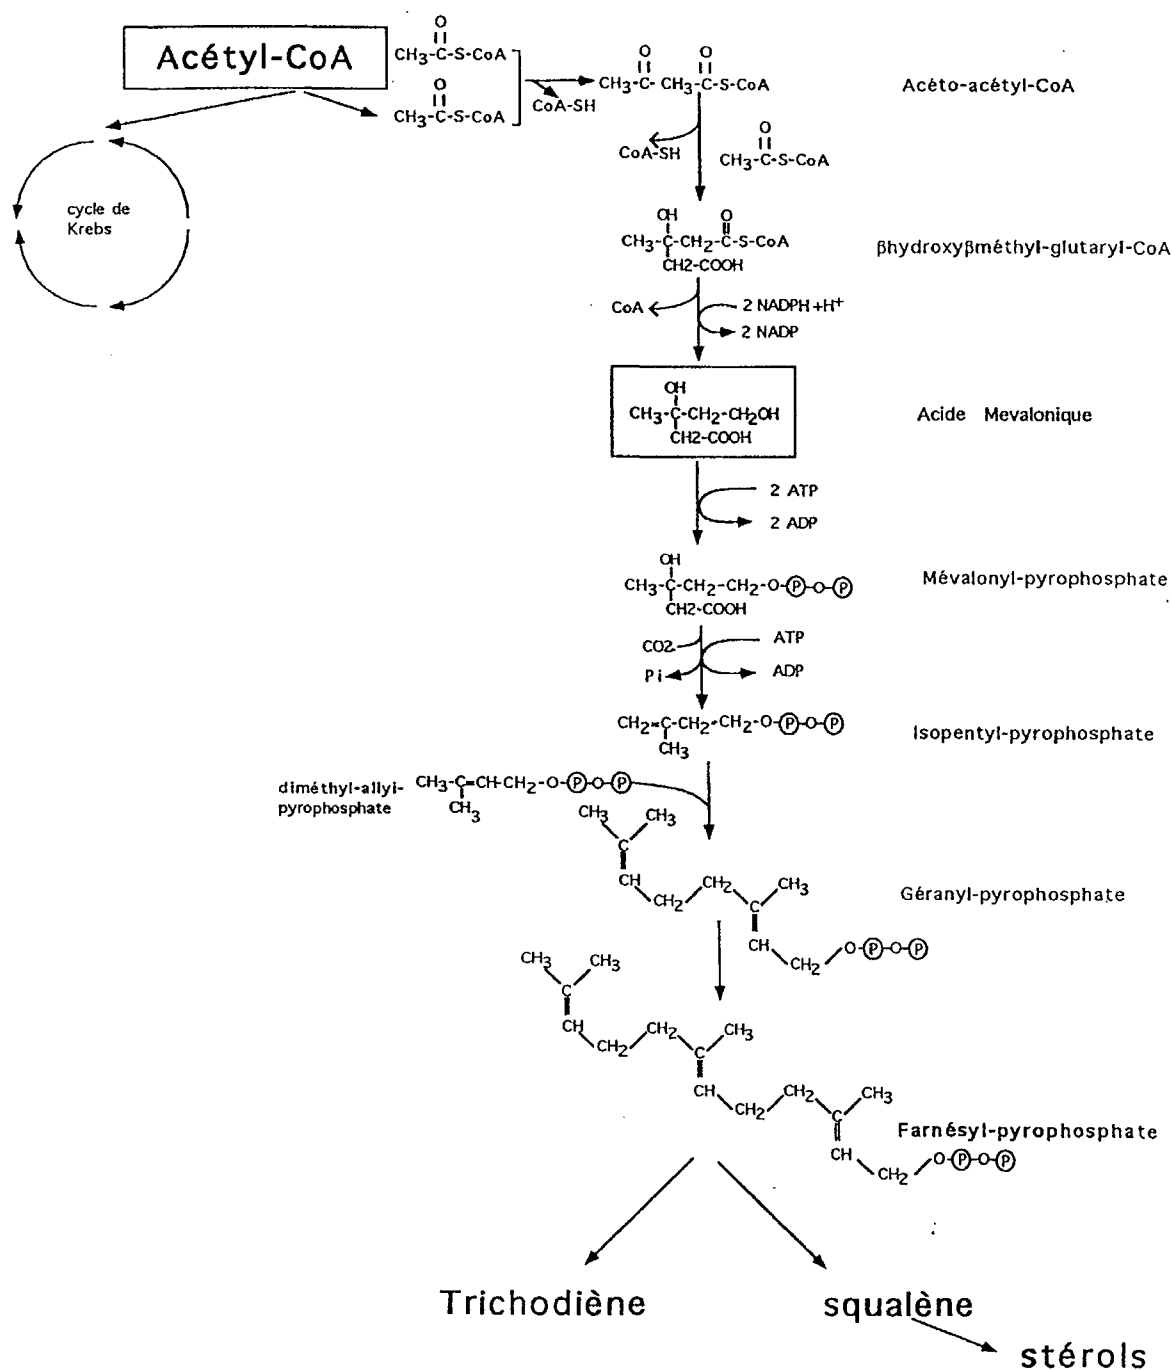 Acétyl-CoA
O
CH3-C-S-CoA
O
CH3-C-S-CoA
CoA-SH
O O
CH3-C- CH3-C-S-CoA
Acéto-acétyl-CoA
CoA-SH
O
CH3-C-S-CoA
cycle de
Krebs
OH O
CH3-C-CH2-C-S-CoA
CH2-COOH
βhydroxyβméthyl-glutaryl-CoA
CoA
2 NADPH+H+
2 NADP
OH
CH3-C-CH2-CH2OH
CH2-COOH
Acide Mevalonique
2 ATP
2 ADP
OH
CH3-C-CH2-CH2-O-P-O-P
CH2-COOH
Mévalonyl-pyrophosphate
CO2
ATP
Pi
ADP
CH2=C-CH2-CH2-O-P-O-P
CH3
Isopentyl-pyrophosphate
diméthyl-allyl-
pyrophosphate
CH3-C=CH-CH2-O-P-O-P
CH3
CH3 CH3
C
CH CH2 CH3
CH2 C
Géranyl-pyrophosphate
CH O-P-O-P
CH2
CH3 CH3
C
CH CH2 CH3
CH2 C
CH CH2 CH3
CH2 C
Farnésyl-pyrophosphate
CH O-P-O-P
CH2
Trichodiène
squalène
stérols